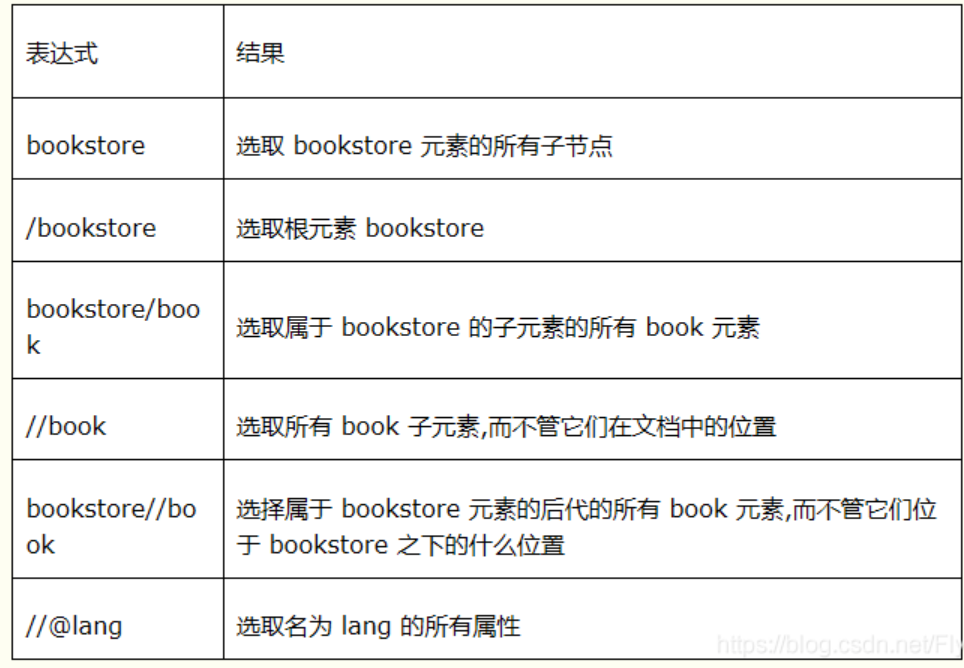 表达式 结果
bookstore 选取 bookstore 元素的所有子节点
/bookstore 选取根元素 bookstore
bookstore/boo
k
选取属于 bookstore 的子元素的所有 book 元素
//book 选取所有 book 子元素,而不管它们在文档中的位置
bookstore//bo
ok
选择属于 bookstore 元素的后代的所有 book 元素,而不管它们位
于 bookstore 之下的什么位置
//@lang 选取名为 lang 的所有属性
https://blog.csdn.net/Fly